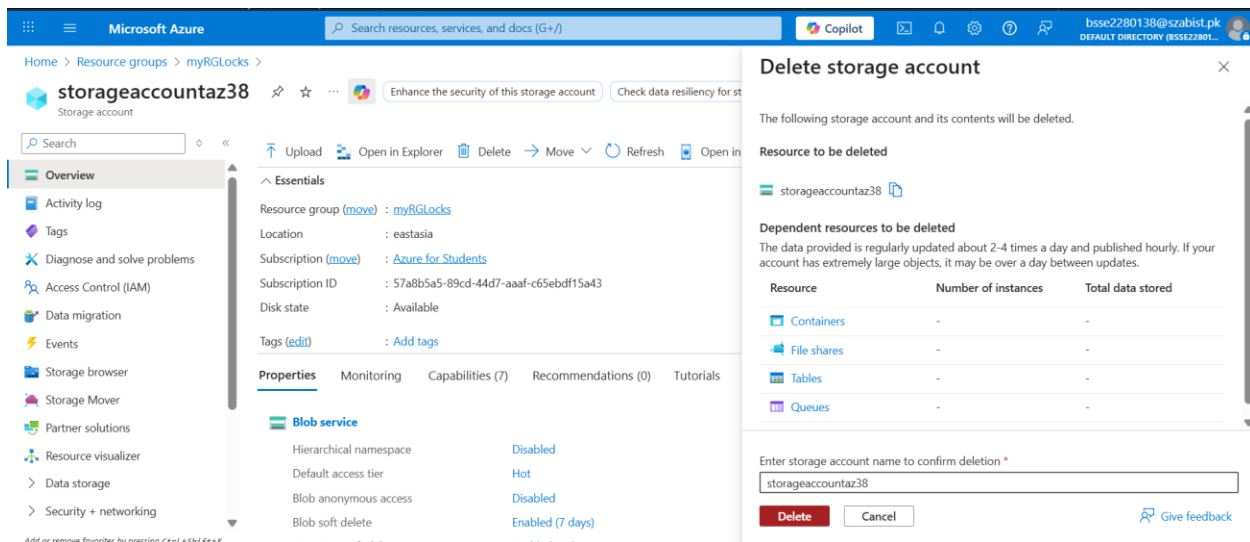 Microsoft Azure
Search resources, services, and docs (G+/)
Copilot
bsse2280138@szabist.pk
DEFAULT DIRECTORY (BSSE22801...
Home > Resource groups > myRGLocks >
storageaccountaz38
Storage account
Enhance the security of this storage account
Check data resiliency for st
Search
Overview
Activity log
Tags
Diagnose and solve problems
Access Control (IAM)
Data migration
Events
Storage browser
Storage Mover
Partner solutions
Resource visualizer
Data storage
Security + networking
Add or remove favorites by pressing Ctrl+Shift+F
Upload Open in Explorer Delete Move Refresh Open in
Essentials
Resource group (move) : myRGLocks
Location : eastasia
Subscription (move) : Azure for Students
Subscription ID : 57a8b5a5-89cd-44d7-aaaf-c65ebdf15a43
Disk state : Available
Tags (edit) : Add tags
Properties Monitoring Capabilities (7) Recommendations (0) Tutorials
Blob service
Hierarchical namespace Disabled
Default access tier Hot
Blob anonymous access Disabled
Blob soft delete Enabled (7 days)
Delete storage account
The following storage account and its contents will be deleted.
Resource to be deleted
storageaccountaz38
Dependent resources to be deleted
The data provided is regularly updated about 2-4 times a day and published hourly. If your
account has extremely large objects, it may be over a day between updates.
Resource Number of instances Total data stored
Containers - -
File shares - -
Tables - -
Queues - -
Enter storage account name to confirm deletion *
storageaccountaz38
Delete Cancel
Give feedback